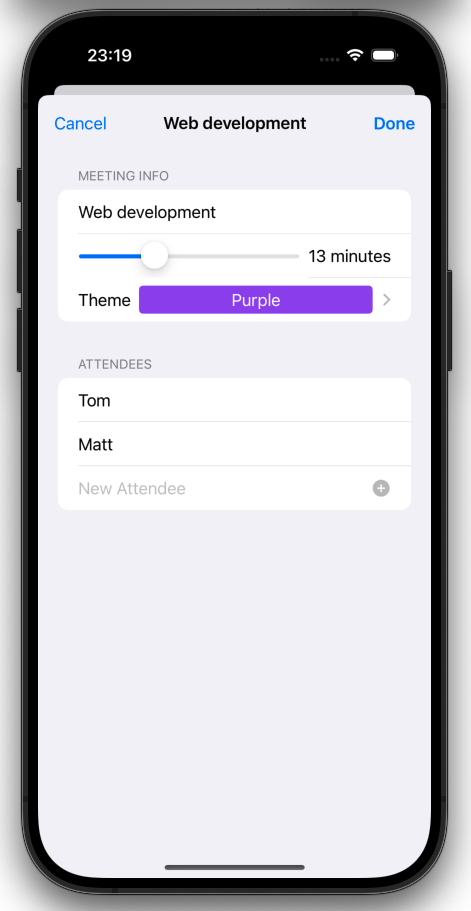 23:19
Cancel Web development Done
MEETING INFO
Web development
13 minutes
Theme Purple
ATTENDEES
Tom
Matt
New Attendee